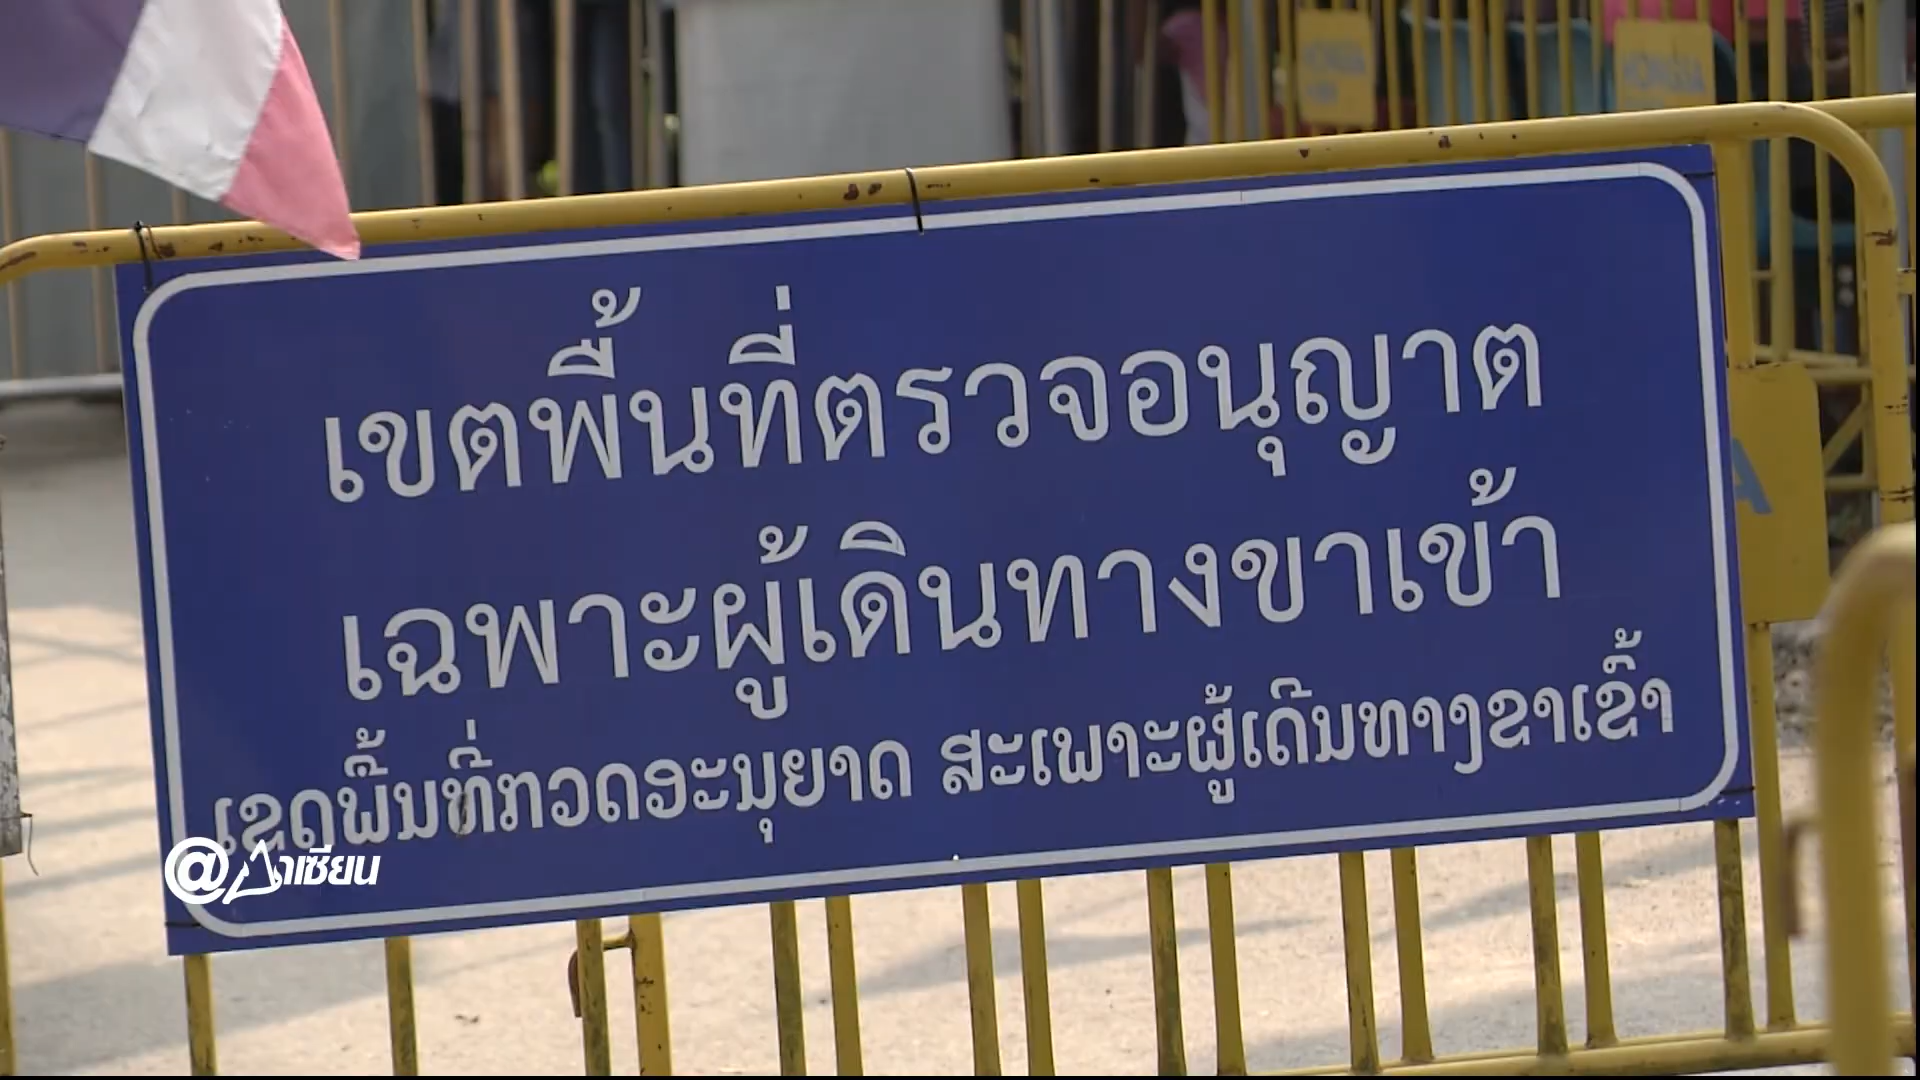 เขตพื้นที่ตรวจอนุญาต
เฉพาะผู้เดินทางขาเข้า
ເຂດພື້ນທີ່ກວດອະນຸຍາດ ສະເພາະຜູ້ເດີນທາງຂາເຂົ້າ
@อาเซียน